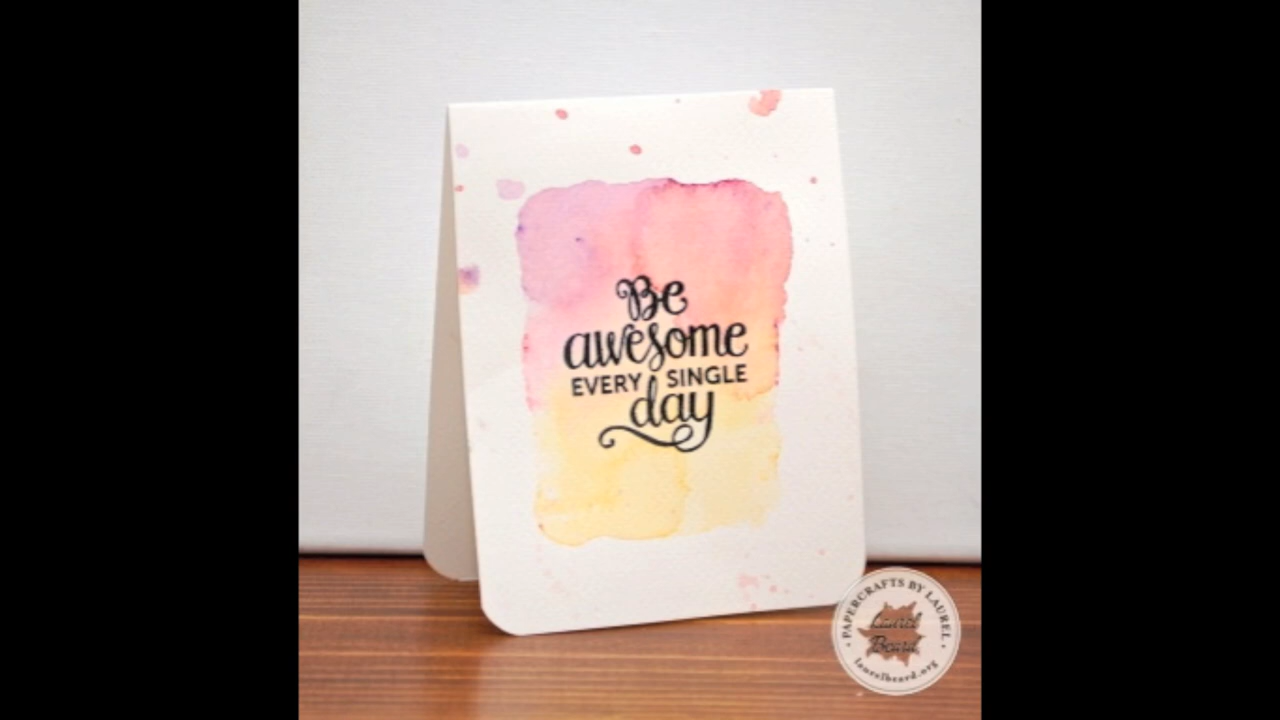 Be
awesome
EVERY SINGLE
day
• PAPERCRAFTS BY LAUREL •
Laurel
Beard
laurelbeard.org